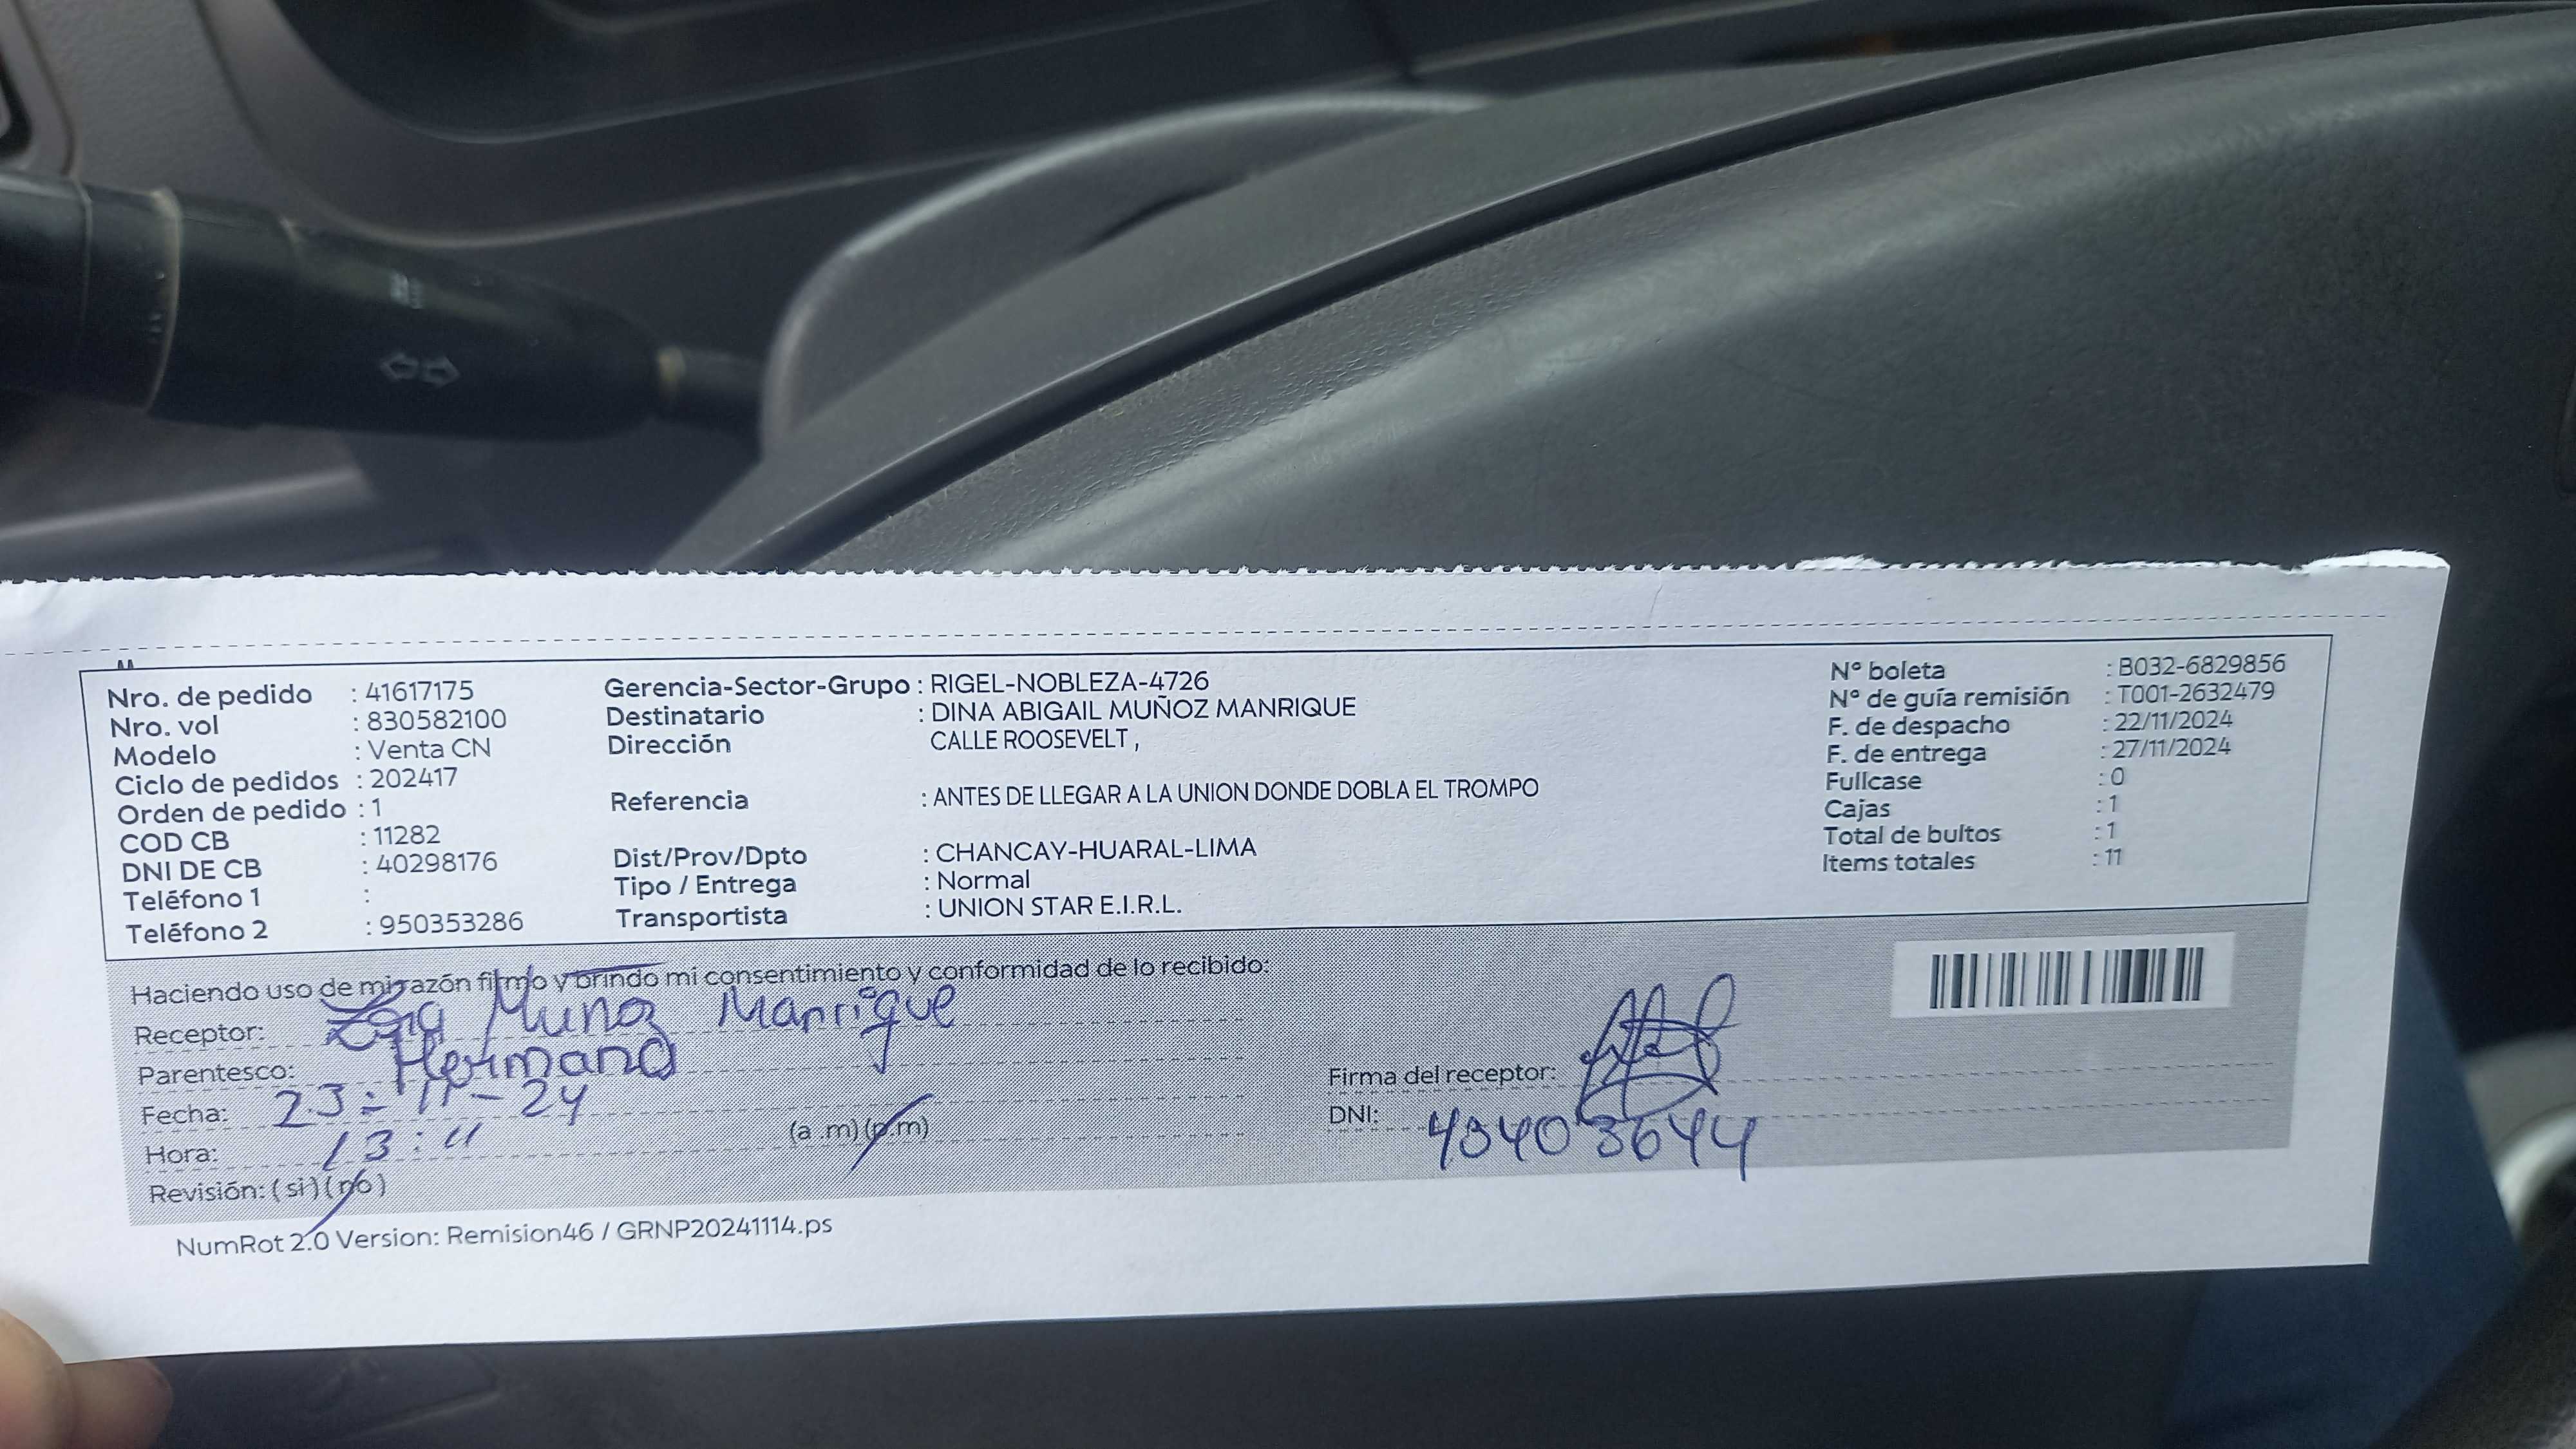 Nro. de pedido : 41617175
Nro. vol : 830582100
Modelo : Venta CN
Ciclo de pedidos : 202417
Orden de pedido : 1
COD CB : 11282
DNI DE CB : 40298176
Teléfono 1 :
Teléfono 2 : 950353286
Gerencia-Sector-Grupo : RIGEL-NOBLEZA-4726
Destinatario : DINA ABIGAIL MUÑOZ MANRIQUE
Dirección CALLE ROOSEVELT ,
Referencia : ANTES DE LLEGAR A LA UNION DONDE DOBLA EL TROMPO
Dist/Prov/Dpto : CHANCAY-HUARAL-LIMA
Tipo / Entrega : Normal
Transportista : UNION STAR E.I.R.L.
N° boleta : B032-6829856
N° de guía remisión : T001-2632479
F. de despacho : 22/11/2024
F. de entrega : 27/11/2024
Fullcase : 0
Cajas : 1
Total de bultos : 1
Items totales : 11
Haciendo uso de mi razón firmo y brindo mi consentimiento y conformidad de lo recibido:
Receptor: Muñoz Manrique
Parentesco: Hermana
Fecha: 23-11-24
Hora: 13:11 (a .m) (p.m)
Revisión: ( si ) ( no )
Firma del receptor:
DNI:
NumRot 2.0 Version: Remision46 / GRNP20241114.ps